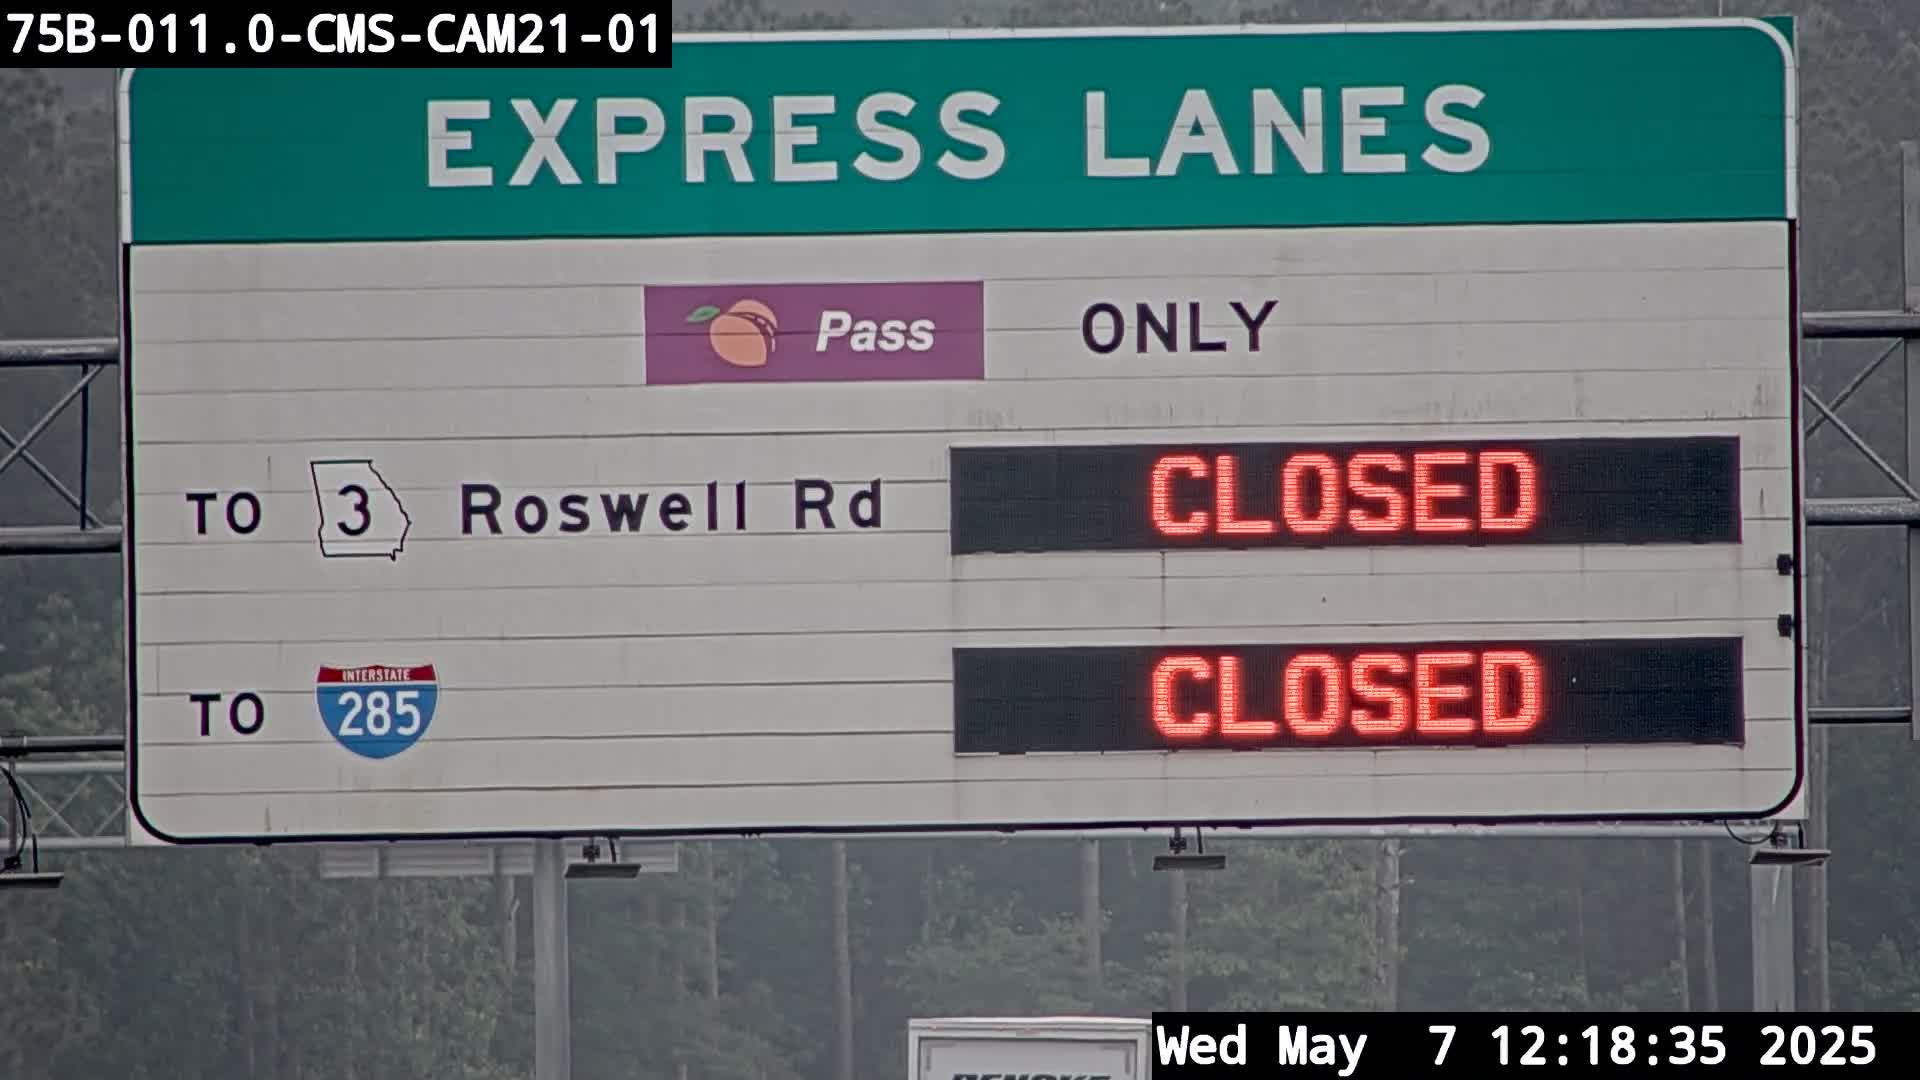 75B-011.0-CMS-CAM21-01
EXPRESS LANES
Pass ONLY
TO 3 Roswell Rd CLOSED
INTERSTATE
TO 285 CLOSED
Wed May 7 12:18:35 2025